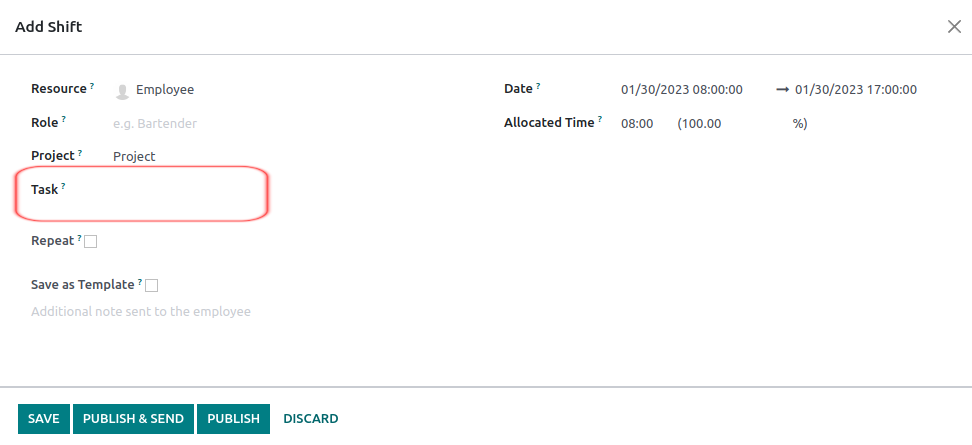 Add Shift
Resource ? Employee
Date ? 01/30/2023 08:00:00 → 01/30/2023 17:00:00
Role ? e.g. Bartender
Allocated Time ? 08:00 (100.00 %)
Project ? Project
Task ?
Repeat ?
Save as Template ?
Additional note sent to the employee
SAVE PUBLISH & SEND PUBLISH DISCARD